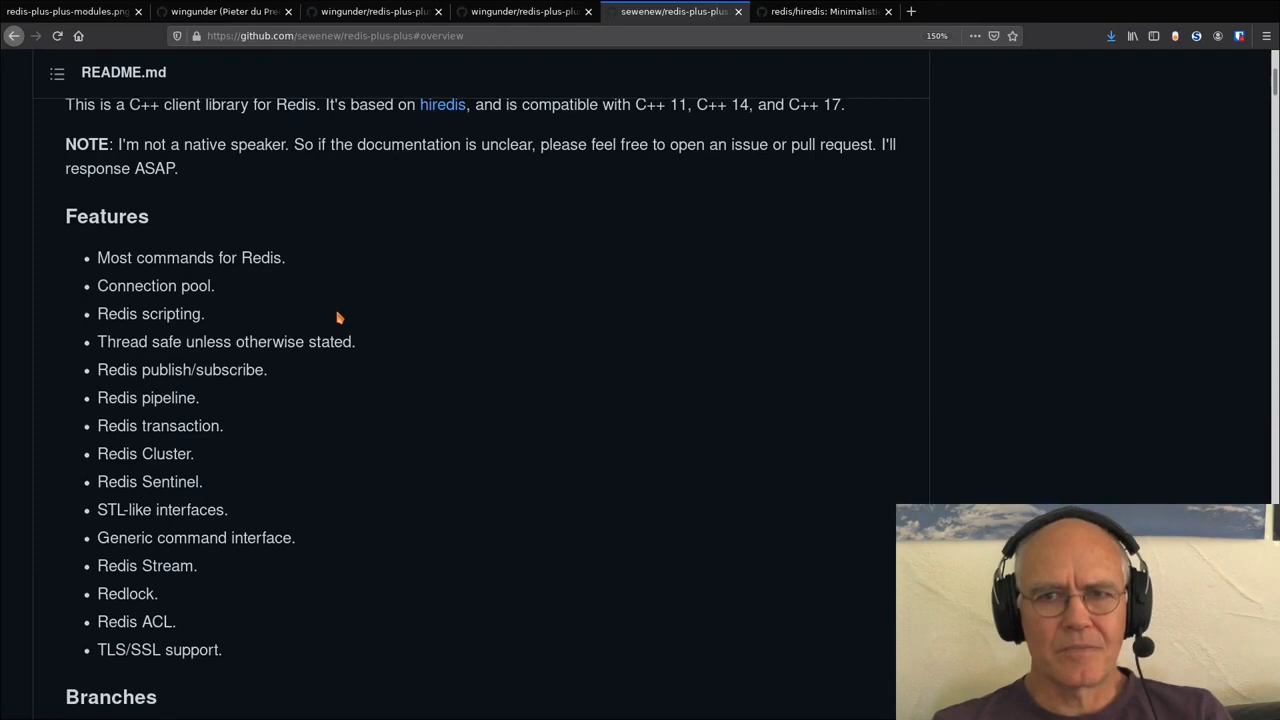 redis-plus-plus-modules.png
wingunder (Pieter du Pre
wingunder/redis-plus-plus
wingunder/redis-plus-plus
sewenew/redis-plus-plus
redis/hiredis: Minimalistic
https://github.com/sewenew/redis-plus-plus#overview
150%
README.md
This is a C++ client library for Redis. It's based on hiredis, and is compatible with C++ 11, C++ 14, and C++ 17.
NOTE: I'm not a native speaker. So if the documentation is unclear, please feel free to open an issue or pull request. I'll
response ASAP.
Features
• Most commands for Redis.
• Connection pool.
• Redis scripting.
• Thread safe unless otherwise stated.
• Redis publish/subscribe.
• Redis pipeline.
• Redis transaction.
• Redis Cluster.
• Redis Sentinel.
• STL-like interfaces.
• Generic command interface.
• Redis Stream.
• Redlock.
• Redis ACL.
• TLS/SSL support.
Branches